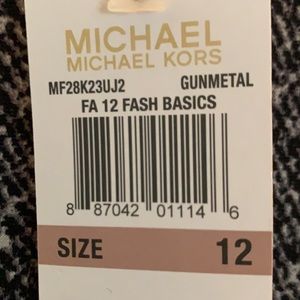 MICHAEL
MICHAEL KORS
MF28K23UJ2 GUNMETAL
FA 12 FASH BASICS
8 87042 01114 6
SIZE 12